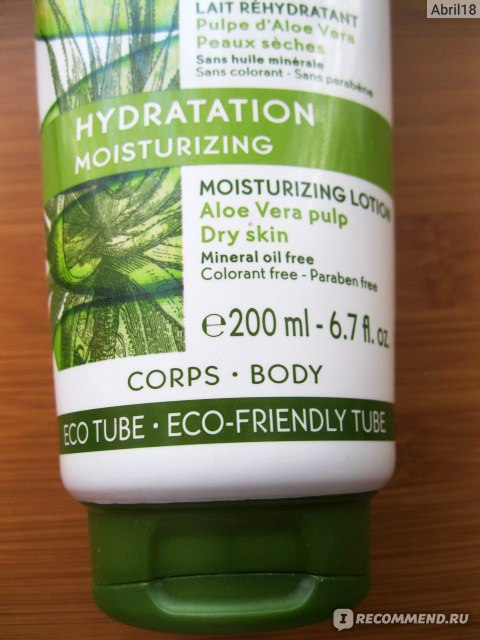 Abril18
LAIT RÉHYDRATANT
Pulpe d'Aloe Vera
Peaux sèches
Sans huile minérale
Sans colorant - Sans parabène
HYDRATATION
MOISTURIZING
MOISTURIZING LOTION
Aloe Vera pulp
Dry skin
Mineral oil free
Colorant free - Paraben free
℮200 ml - 6.7 fl. oz.
CORPS • BODY
ECO TUBE • ECO-FRIENDLY TUBE
IRECOMMEND.RU